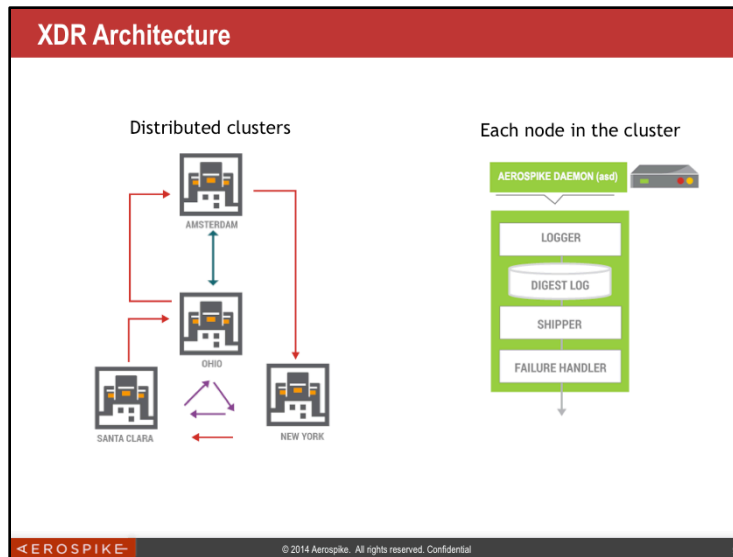 XDR Architecture
Distributed clusters
AMSTERDAM
OHIO
SANTA CLARA
NEW YORK
Each node in the cluster
AEROSPIKE DAEMON (asd)
LOGGER
DIGEST LOG
SHIPPER
FAILURE HANDLER
AEROSPIKE
© 2014 Aerospike. All rights reserved. Confidential